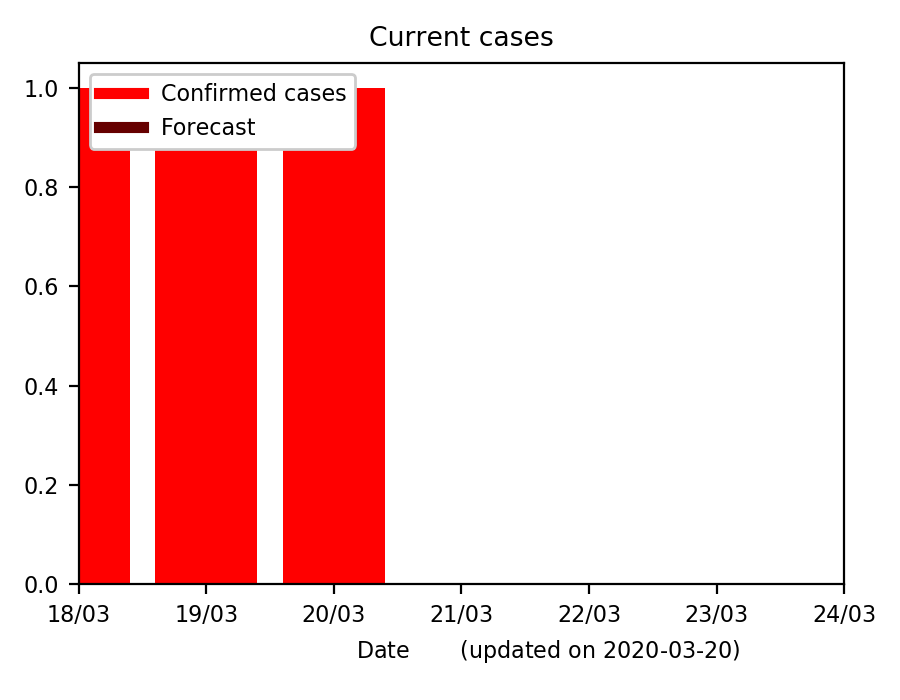 Current cases
1.0
0.8
0.6
0.4
0.2
0.0
Confirmed cases
Forecast
18/03 19/03 20/03 21/03 22/03 23/03 24/03
Date (updated on 2020-03-20)